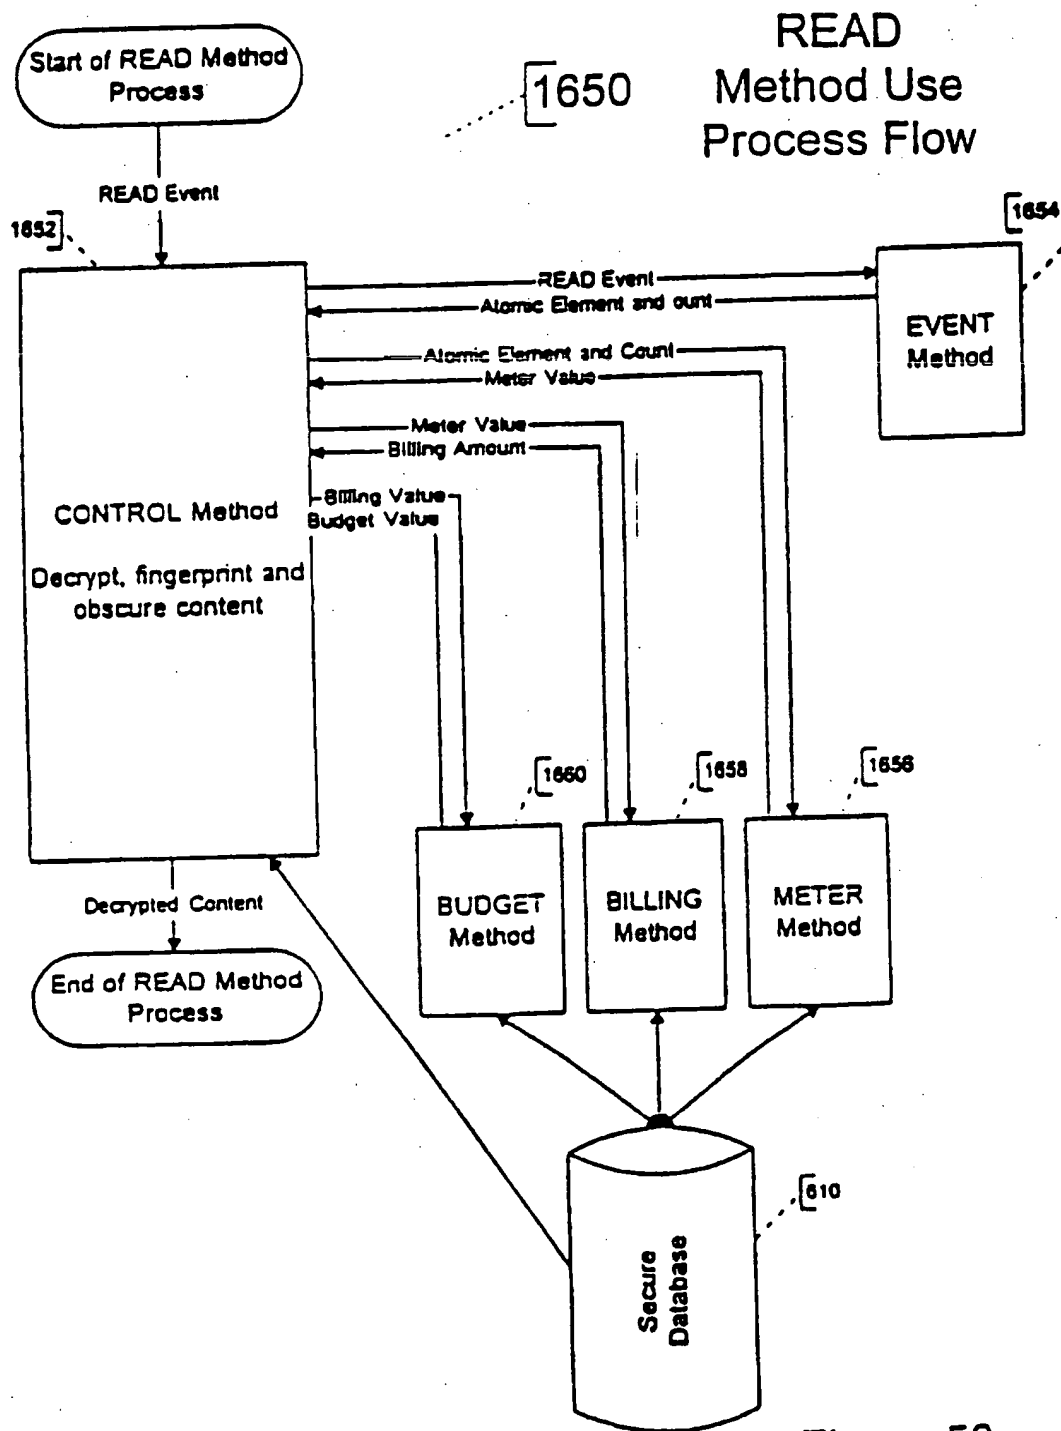 READ
Method Use
Process Flow
1650
Start of READ Method
Process
READ Event
1652
1654
READ Event
Atomic Element and ount
EVENT
Method
Atomic Element and Count
Meter Value
Meter Value
Billing Amount
Billing Value
Budget Value
CONTROL Method
Decrypt, fingerprint and
obscure content
1660
1658
1656
BUDGET
Method
BILLING
Method
METER
Method
Decrypted Content
End of READ Method
Process
610
Secure
Database